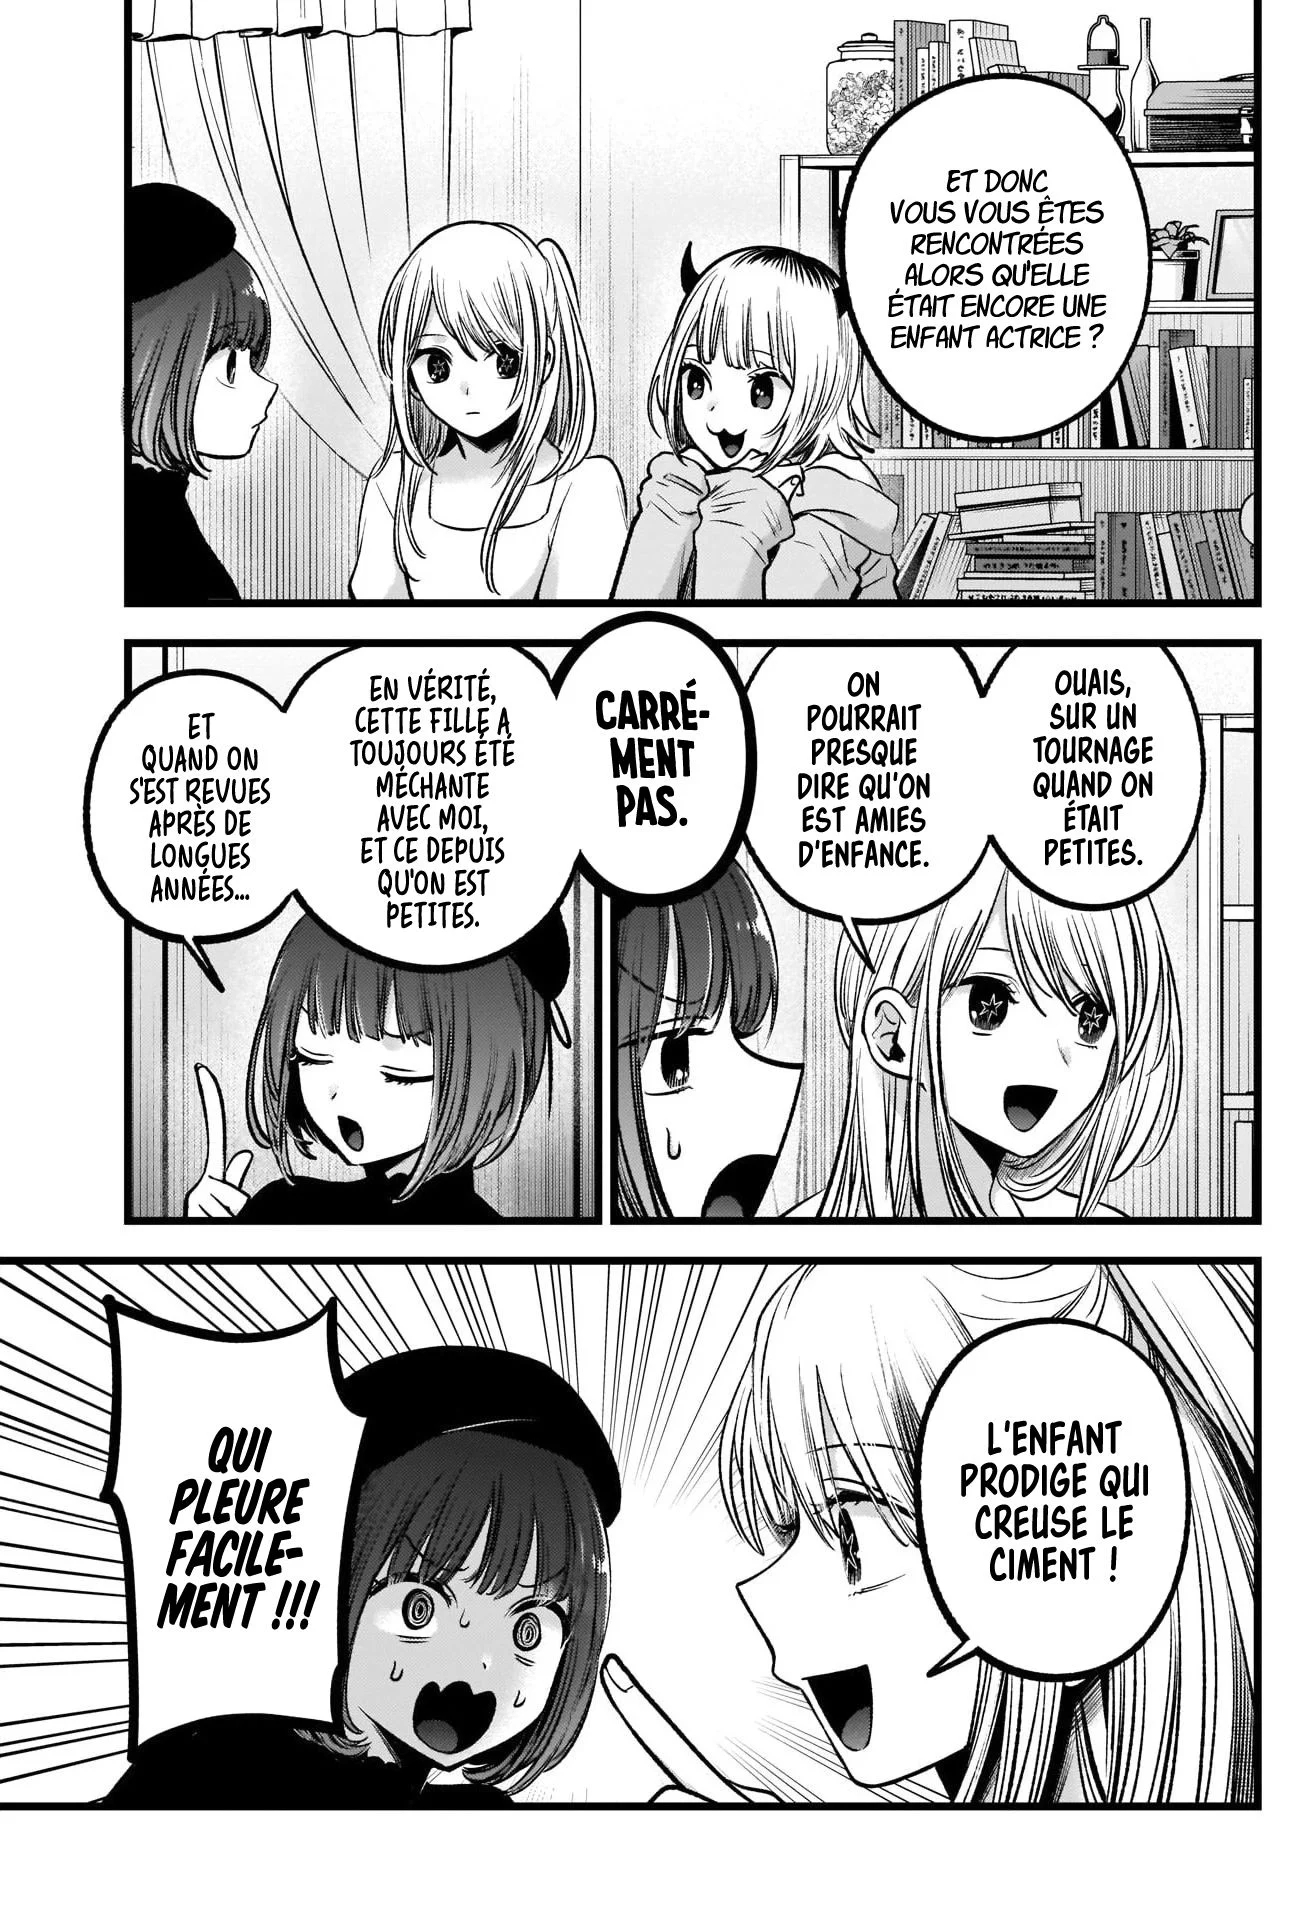 ET DONC
VOUS VOUS ÊTES
RENCONTRÉES
ALORS QU'ELLE
ÉTAIT ENCORE UNE
ENFANT ACTRICE ?
OUAIS,
SUR UN
TOURNAGE
QUAND ON
ÉTAIT
PETITES.
ON
POURRAIT
PRESQUE
DIRE QU'ON
EST AMIES
D'ENFANCE.
CARRÉ-
MENT
PAS.
EN VÉRITÉ,
CETTE FILLE A
TOUJOURS ÉTÉ
MÉCHANTE
AVEC MOI,
ET CE DEPUIS
QU'ON EST
PETITES.
ET
QUAND ON
S'EST REVUES
APRÈS DE
LONGUES
ANNÉES...
L'ENFANT
PRODIGE QUI
CREUSE LE
CIMENT !
QUI
PLEURE
FACILE-
MENT !!!